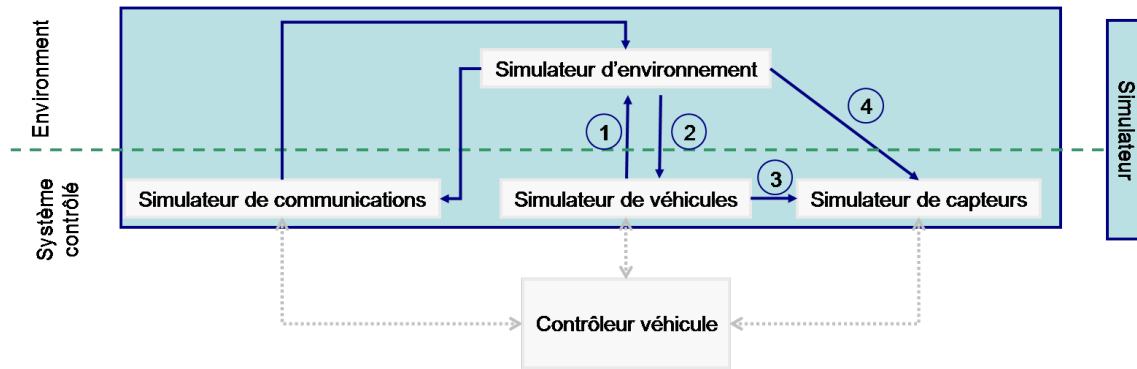 Environment
Simulateur d'environnement
4
1
2
Simulateur
Système
contrôlé
Simulateur de communications
Simulateur de véhicules
3
Simulateur de capteurs
Contrôleur véhicule